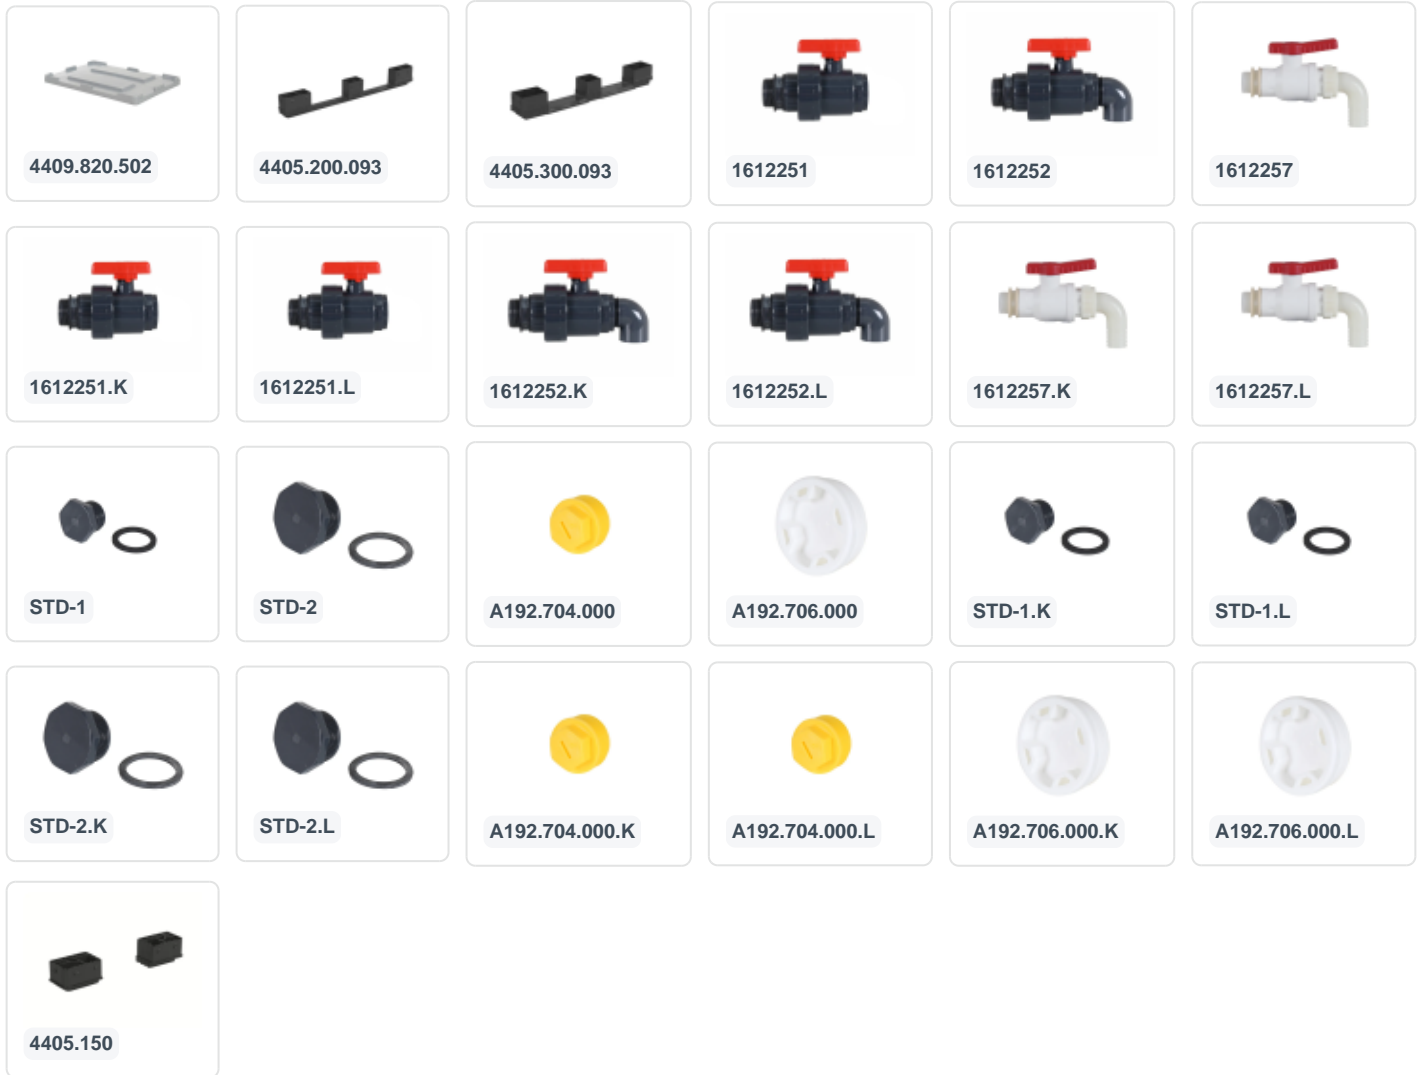 4409.820.502
4405.200.093
4405.300.093
1612251
1612252
1612257
1612251.K
1612251.L
1612252.K
1612252.L
1612257.K
1612257.L
STD-1
STD-2
A192.704.000
A192.706.000
STD-1.K
STD-1.L
STD-2.K
STD-2.L
A192.704.000.K
A192.704.000.L
A192.706.000.K
A192.706.000.L
4405.150